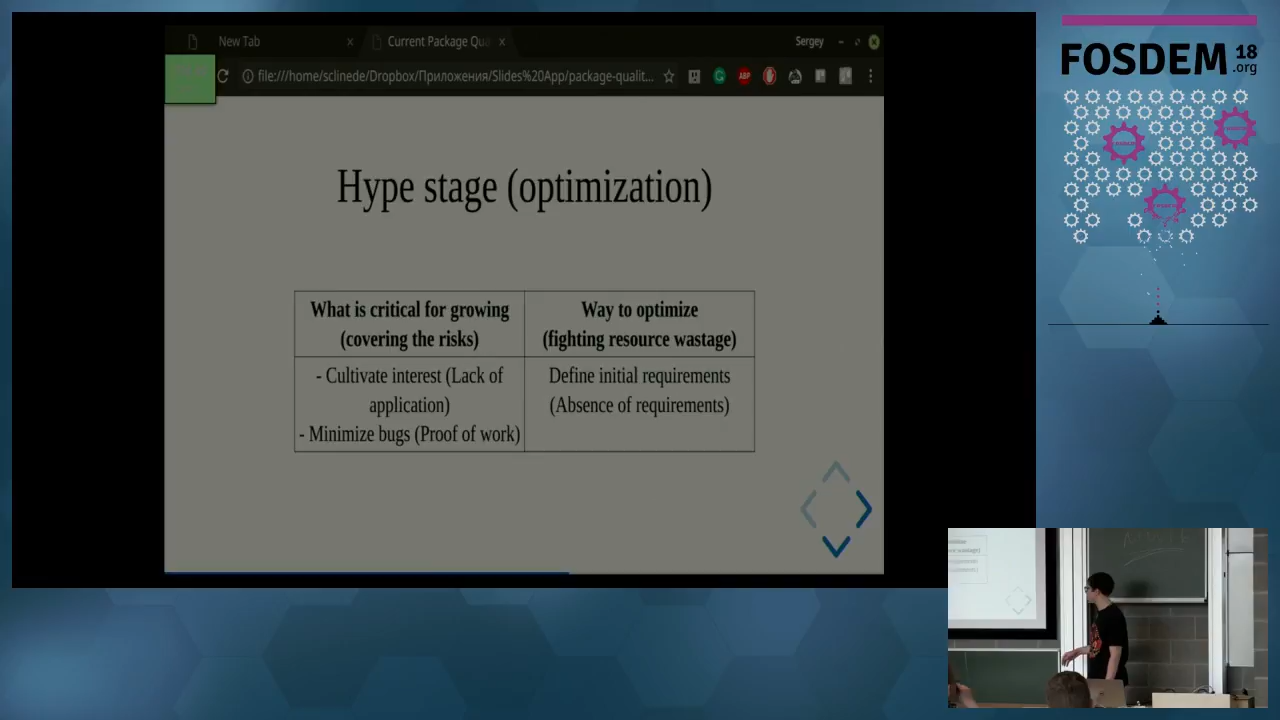 New Tab
Current Package Qua
Sergey
file:///home/sclinede/Dropbox/Приложения/Slides%20App/package-qualit...
ABP
Hype stage (optimization)
What is critical for growing
(covering the risks)
Way to optimize
(fighting resource wastage)
- Cultivate interest (Lack of
application)
- Minimize bugs (Proof of work)
Define initial requirements
(Absence of requirements)
FOSDEM 18
.org